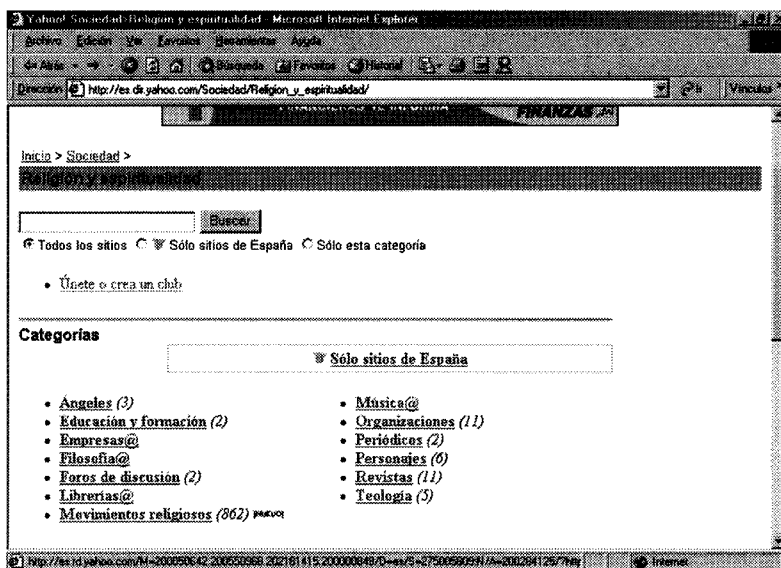 Yahoo! Sociedad>Religion y espiritualidad - Microsoft Internet Explorer
Archivo Edición Ver Favoritos Herramientas Ayuda
Atrás Búsqueda Favoritos Historial
Dirección http://es.dir.yahoo.com/Sociedad/Religion_y_espiritualidad/ Ir Vínculos
FINANZAS
Inicio > Sociedad >
Religión y espiritualidad
Buscar
Todos los sitios Sólo sitios de España Sólo esta categoría
• Únete o crea un club
Categorías
Sólo sitios de España
• Ángeles (3)
• Educación y formación (2)
• Empresas@
• Filosofía@
• Foros de discusión (2)
• Librerías@
• Movimientos religiosos (862) ¡NUEVO!
• Música@
• Organizaciones (11)
• Periódicos (2)
• Personajes (6)
• Revistas (11)
• Teología (5)
Internet